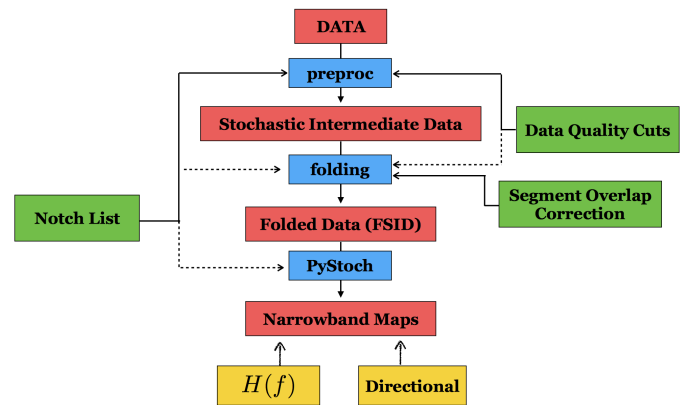 DATA
preproc
Stochastic Intermediate Data
Data Quality Cuts
folding
Notch List
Segment Overlap
Correction
Folded Data (FSID)
PyStoch
Narrowband Maps
H(f)
Directional